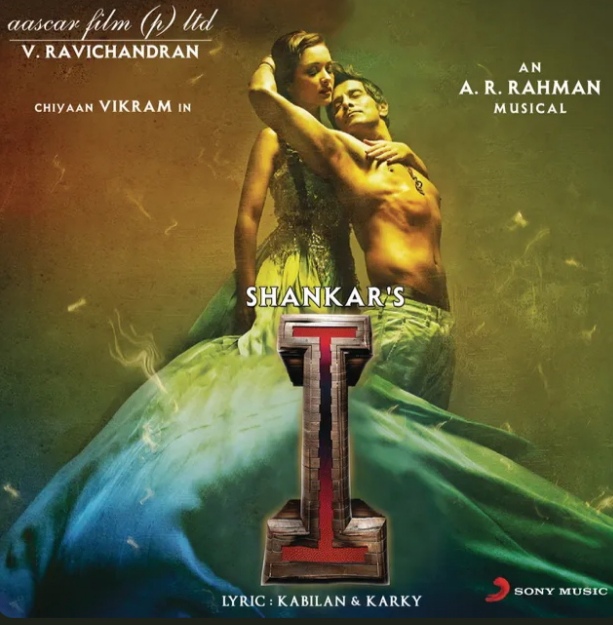 aascar film (p) ltd
V. RAVICHANDRAN
CHIYAAN VIKRAM IN
AN
A. R. RAHMAN
MUSICAL
SHANKAR'S
I
LYRIC : KABILAN & KARKY
SONY MUSIC